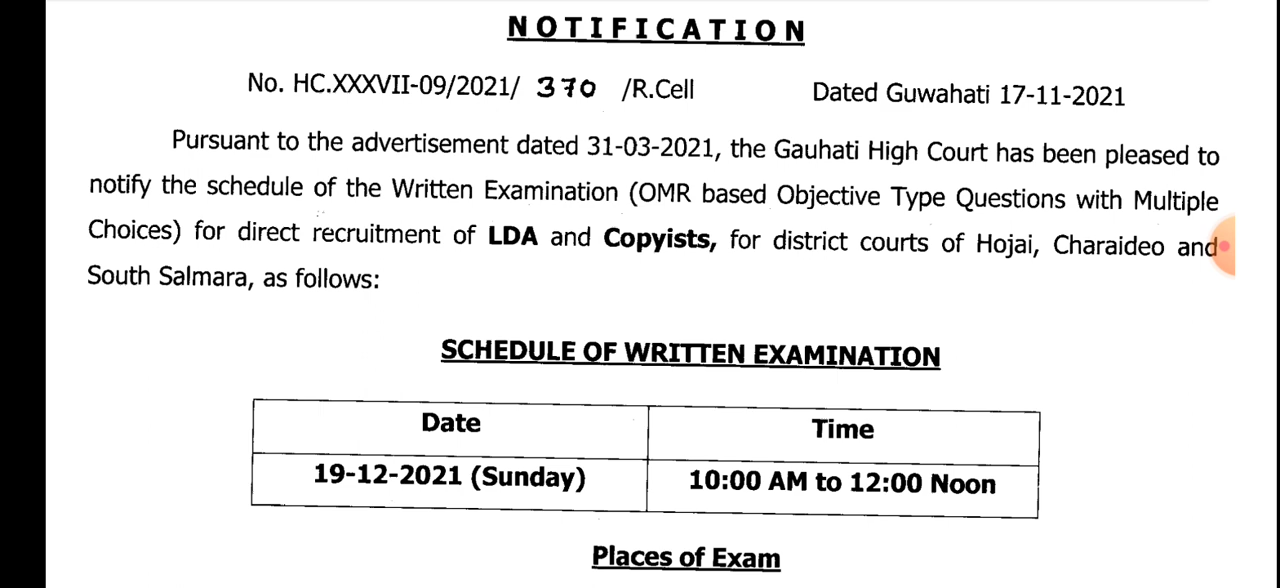 NOTIFICATION
No. HC.XXXVII-09/2021/ 370 /R.Cell Dated Guwahati 17-11-2021
Pursuant to the advertisement dated 31-03-2021, the Gauhati High Court has been pleased to
notify the schedule of the Written Examination (OMR based Objective Type Questions with Multiple
Choices) for direct recruitment of LDA and Copyists, for district courts of Hojai, Charaideo and
South Salmara, as follows:
SCHEDULE OF WRITTEN EXAMINATION
Date Time
19-12-2021 (Sunday) 10:00 AM to 12:00 Noon
Places of Exam